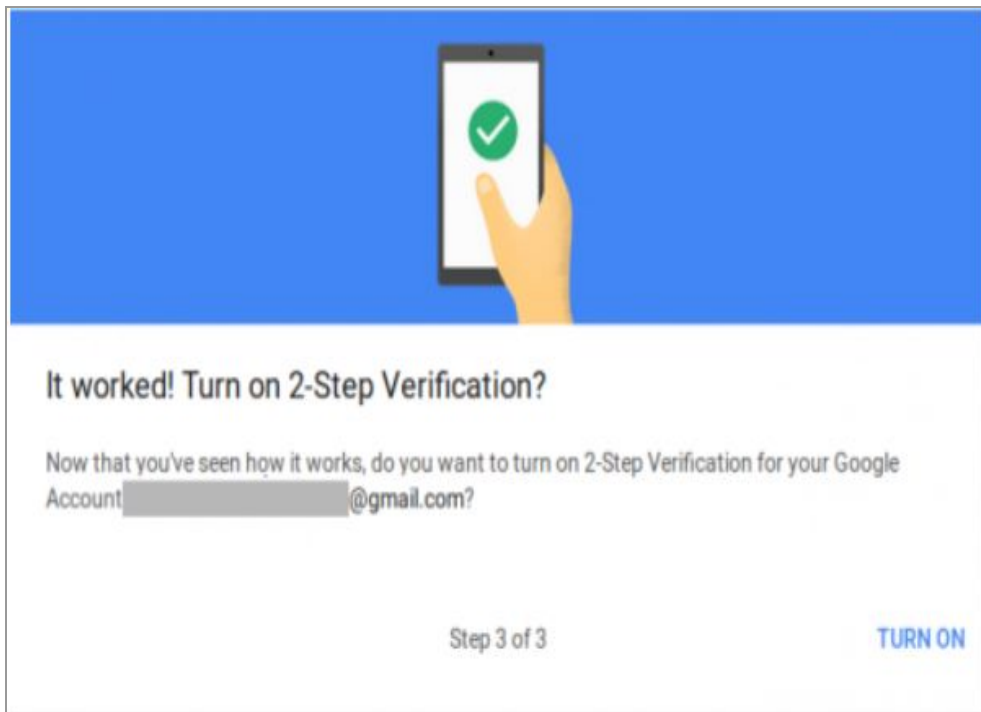 It worked! Turn on 2-Step Verification?
Now that you've seen how it works, do you want to turn on 2-Step Verification for your Google
Account @gmail.com?
Step 3 of 3
TURN ON